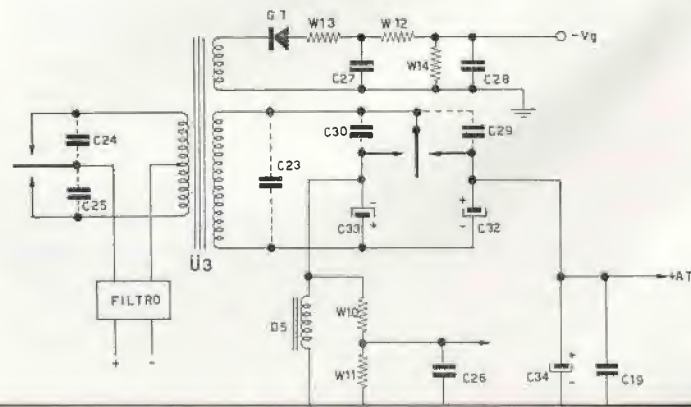 G1 W13 W12
-Vg
C27 W14 C28
C24 C30 C29
C23
C25
C33 - + + - C32
Ü3
+AT
FILTRO D5 W10
W11 C26 C34 + - C19
+ -